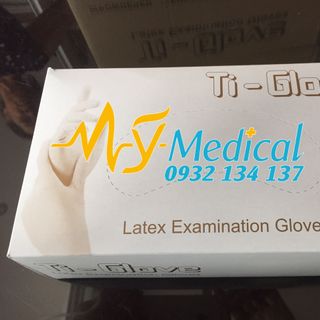 Ti-Glo
My Medical
0932 134 137
Latex Examination Glove
Ti-Glove